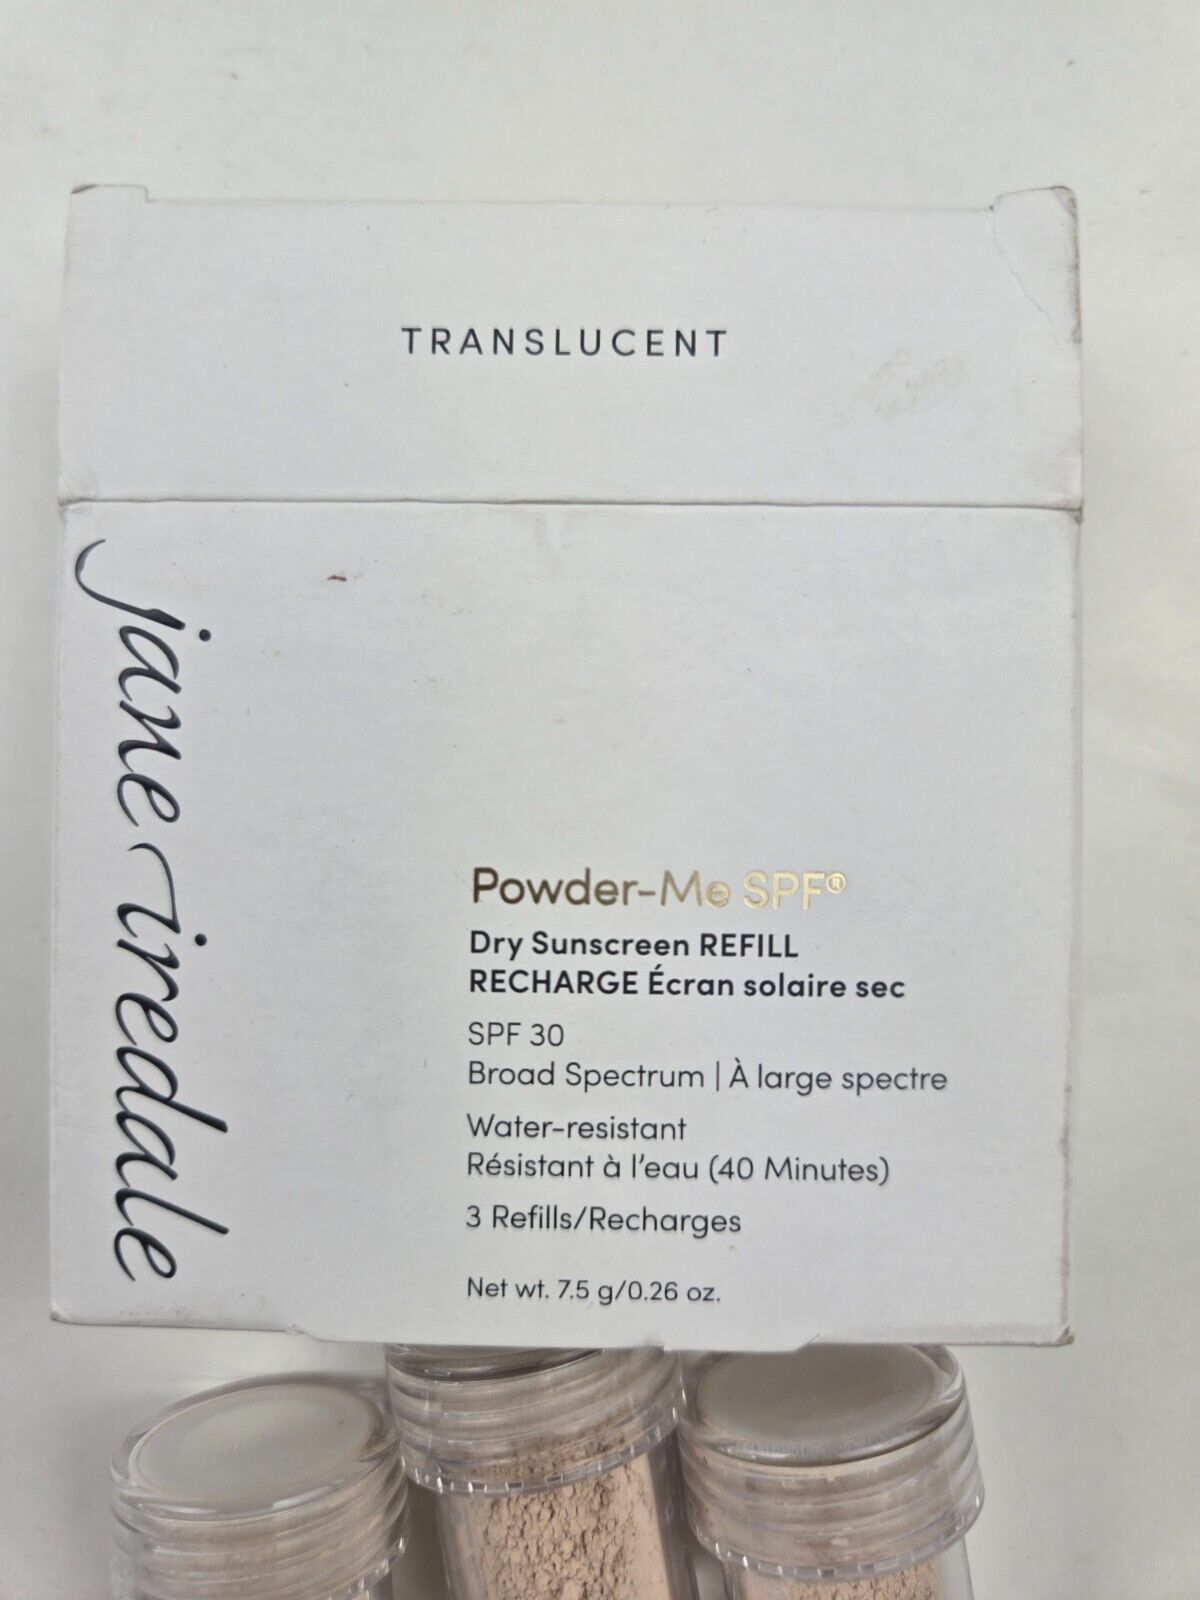 TRANSLUCENT
jane iredale
Powder-Me SPF®
Dry Sunscreen REFILL
RECHARGE Écran solaire sec
SPF 30
Broad Spectrum | À large spectre
Water-resistant
Résistant à l'eau (40 Minutes)
3 Refills/Recharges
Net wt. 7.5 g/0.26 oz.